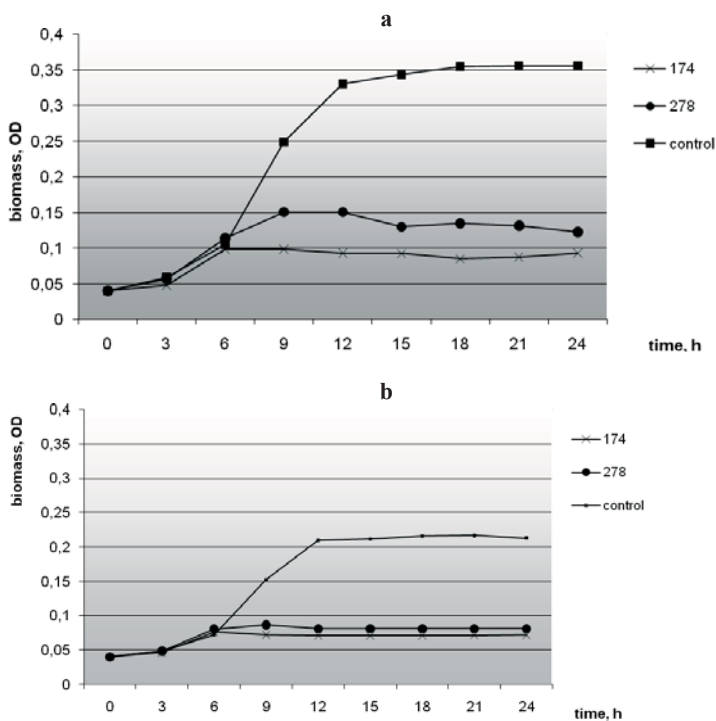 a
0,4
0,35
0,3
0,25
0,2
0,15
0,1
0,05
0
biomass, OD
0 3 6 9 12 15 18 21 24
time, h
174
278
control
b
0,4
0,35
0,3
0,25
0,2
0,15
0,1
0,05
0
biomass, OD
0 3 6 9 12 15 18 21 24
time, h
174
278
control